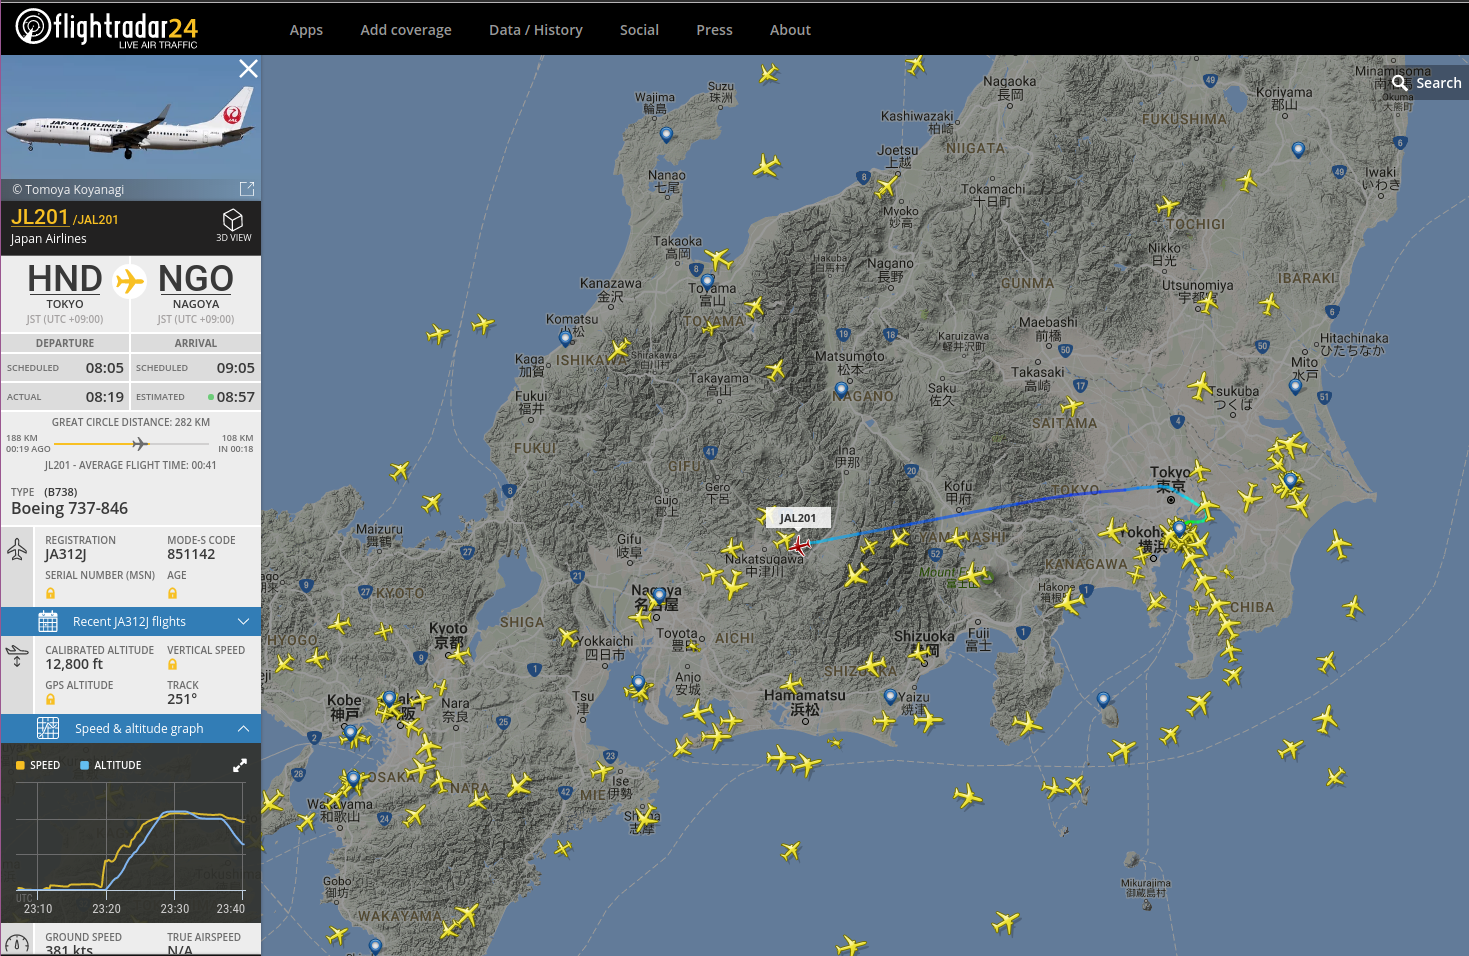 flightradar24
LIVE AIR TRAFFIC
Apps
Add coverage
Data / History
Social
Press
About
Search
JAPAN AIRLINES
© Tomoya Koyanagi
JL201 /JAL201
Japan Airlines
3D VIEW
HND
TOKYO
JST (UTC +09:00)
NGO
NAGOYA
JST (UTC +09:00)
DEPARTURE
ARRIVAL
SCHEDULED 08:05
SCHEDULED 09:05
ACTUAL 08:19
ESTIMATED 08:57
GREAT CIRCLE DISTANCE: 282 KM
188 KM
00:19 AGO
108 KM
IN 00:18
JL201 - AVERAGE FLIGHT TIME: 00:41
TYPE (B738)
Boeing 737-846
REGISTRATION
JA312J
MODE-S CODE
851142
SERIAL NUMBER (MSN)
AGE
Recent JA312J flights
CALIBRATED ALTITUDE
12,800 ft
VERTICAL SPEED
GPS ALTITUDE
TRACK
251°
Speed & altitude graph
SPEED
ALTITUDE
UTC
23:10
23:20
23:30
23:40
GROUND SPEED
381 kts
TRUE AIRSPEED
N/A
Suzu
珠洲
Wajima
輪島
Nanao
七尾
Takaoka
高岡
Kanazawa
金沢
Toyama
富山
TOYAMA
Komatsu
小松
Kaga
加賀
ISHIKAWA
Shirakawa
白川村
Fukui
福井
FUKUI
Takayama
高山
GIFU
Gero
下呂
Gujo
郡上
Gifu
岐阜
Nagaoka
長岡
Kashiwazaki
柏崎
NIIGATA
Joetsu
上越
Tokamachi
十日町
Myoko
妙高
Hakuba
白馬村
Nagano
長野
Matsumoto
松本
NAGANO
Karuizawa
軽井沢町
Saku
佐久
Ina
伊那
Minamisoma
Koriyama
郡山
Okuma
大熊町
FUKUSHIMA
Iwaki
いわき
TOCHIGI
Nikko
日光
Utsunomiya
宇都宮
IBARAKI
GUNMA
Maebashi
前橋
Takasaki
高崎
Hitachinaka
ひたちなか
Mito
水戸
Tsukuba
つくば
SAITAMA
Tokyo
東京
TOKYO
Kofu
甲府
YAMANASHI
Yokohama
横浜
KANAGAWA
Hakone
箱根町
CHIBA
Mount Fuji
富士山
Fuji
富士
Shizuoka
静岡
SHIZUOKA
Yaizu
焼津
Hamamatsu
浜松
JAL201
Nakatsugawa
中津川
Nagoya
名古屋
Toyota
豊田
AICHI
Anjo
安城
Yokkaichi
四日市
Tsu
津
Ise
伊勢
MIE
Shima
志摩
SHIGA
Maizuru
舞鶴
KYOTO
Kyoto
京都
HYOGO
Kobe
神戸
Osaka
大阪
OSAKA
Nara
奈良
NARA
Wakayama
和歌山
Gobo
御坊
WAKAYAMA
Mikurajima
御蔵島村